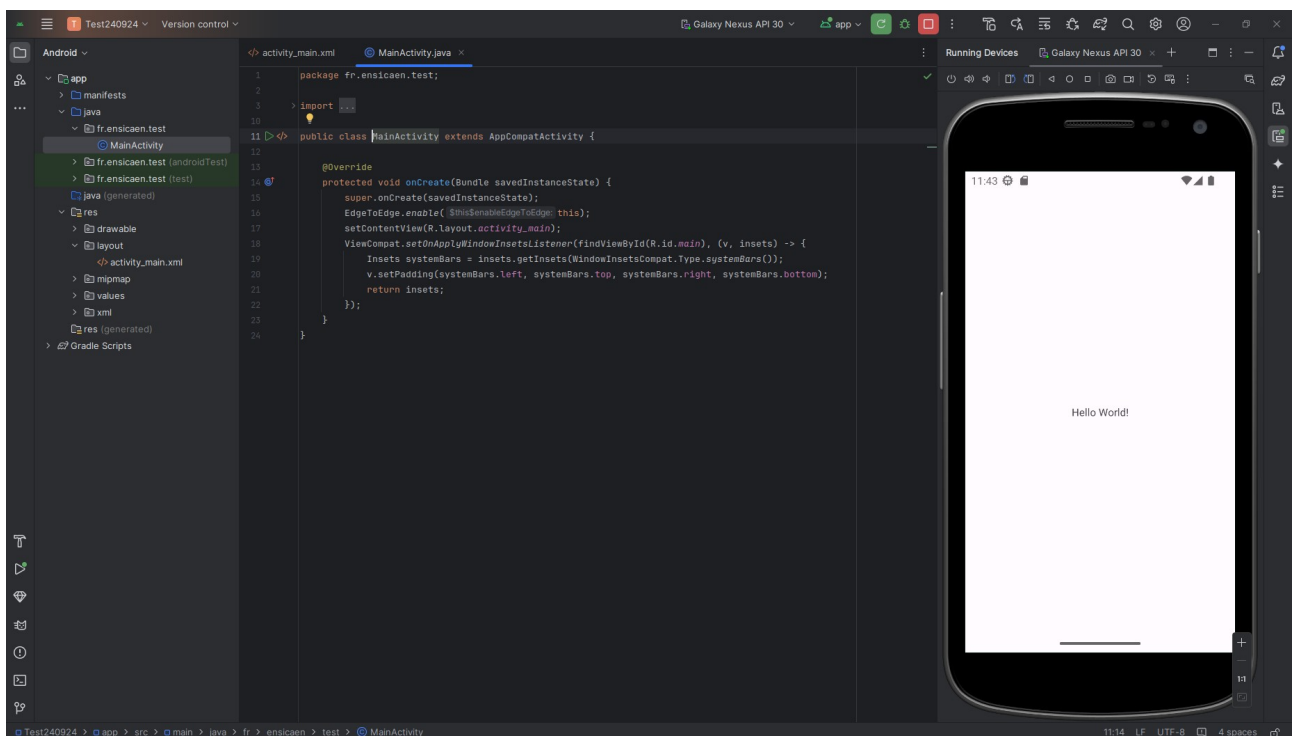 T Test240924 Version control Galaxy Nexus API 30 app
Android
app
manifests
java
fr.ensicaen.test
MainActivity
fr.ensicaen.test (androidTest)
fr.ensicaen.test (test)
java (generated)
res
drawable
layout
activity_main.xml
mipmap
values
xml
res (generated)
Gradle Scripts
activity_main.xml MainActivity.java
1 package fr.ensicaen.test;
2
3 import ...
10
11 public class MainActivity extends AppCompatActivity {
12
13 @Override
14 protected void onCreate(Bundle savedInstanceState) {
15 super.onCreate(savedInstanceState);
16 EdgeToEdge.enable( $this$enableEdgeToEdge: this);
17 setContentView(R.layout.activity_main);
18 ViewCompat.setOnApplyWindowInsetsListener(findViewById(R.id.main), (v, insets) -> {
19 Insets systemBars = insets.getInsets(WindowInsetsCompat.Type.systemBars());
20 v.setPadding(systemBars.left, systemBars.top, systemBars.right, systemBars.bottom);
21 return insets;
22 });
23 }
24 }
Running Devices Galaxy Nexus API 30
11:43
Hello World!
1:1
Test240924 > app > src > main > java > fr > ensicaen > test > MainActivity
11:14 LF UTF-8 4 spaces